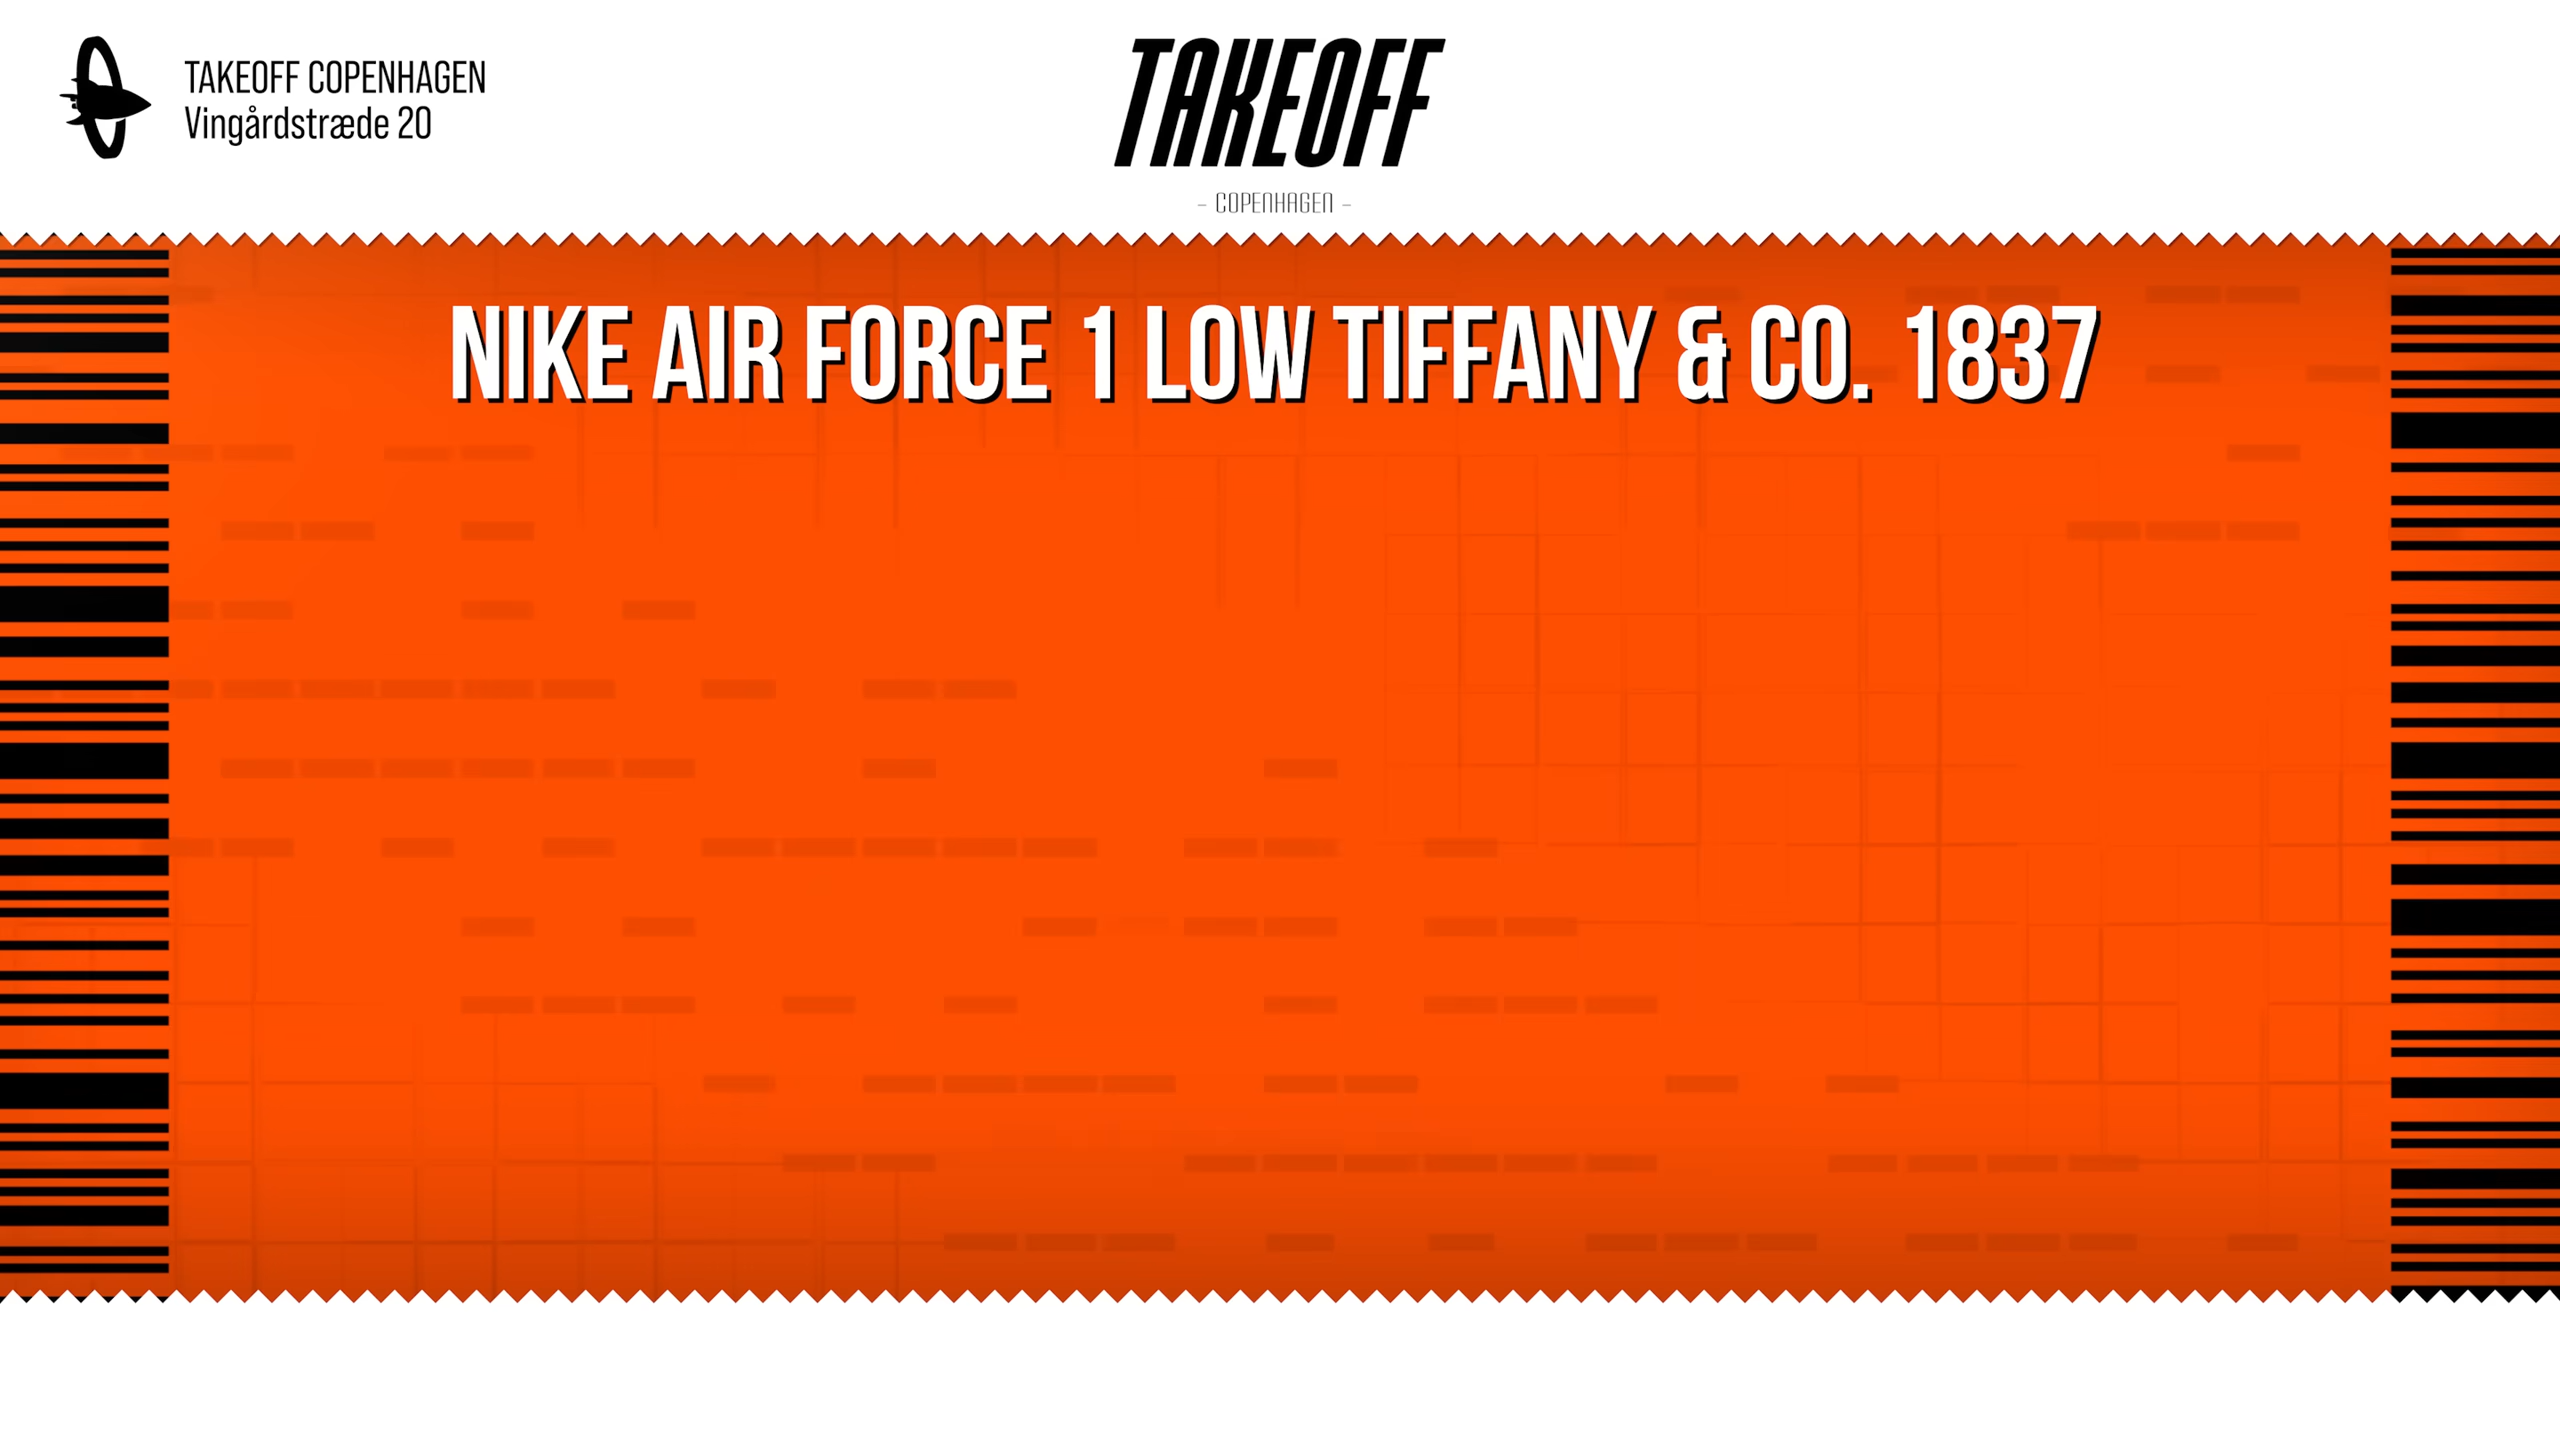 TAKEOFF COPENHAGEN
Vingårdstræde 20
TAKEOFF
- COPENHAGEN -
NIKE AIR FORCE 1 LOW TIFFANY & CO. 1837